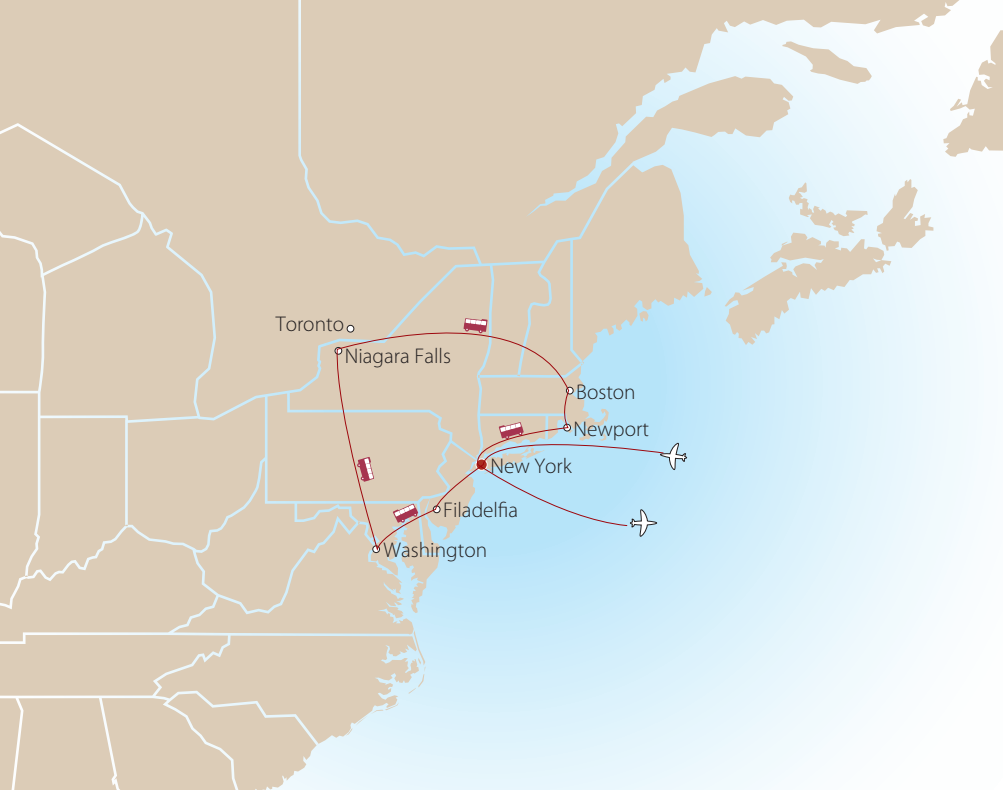 Toronto
Niagara Falls
Boston
Newport
New York
Filadelfia
Washington